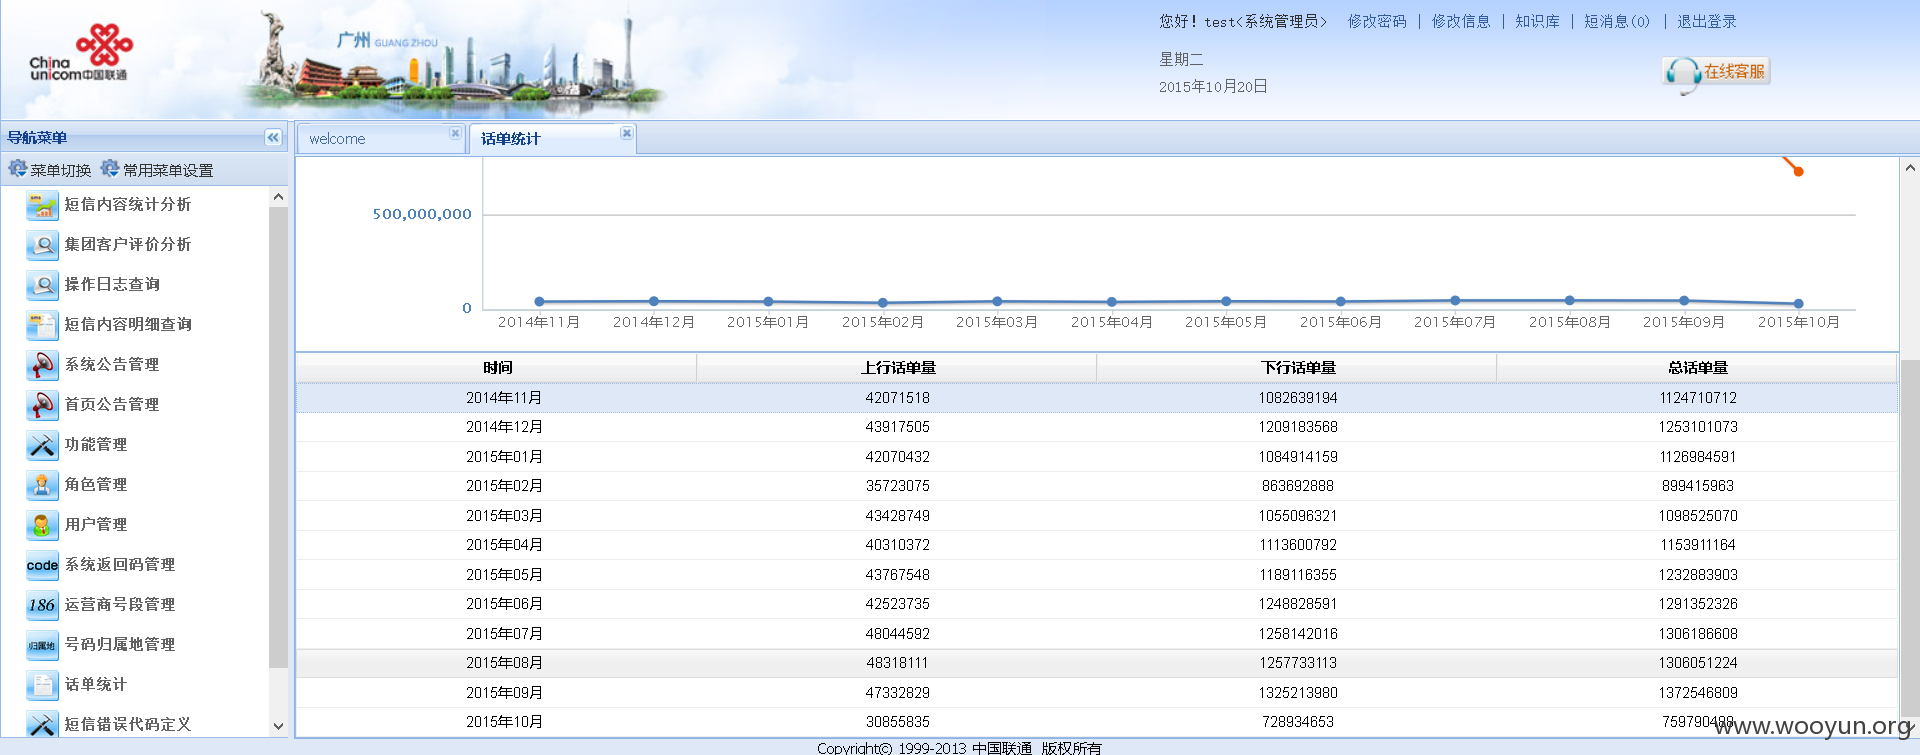 China
unicom中国联通
广州 GUANG ZHOU
您好！test<系统管理员> 修改密码 | 修改信息 | 知识库 | 短消息(0) | 退出登录
星期二
2015年10月20日
在线客服
导航菜单
菜单切换 常用菜单设置
短信内容统计分析
集团客户评价分析
操作日志查询
短信内容明细查询
系统公告管理
首页公告管理
功能管理
角色管理
用户管理
code 系统返回码管理
186 运营商号段管理
归属地 号码归属地管理
话单统计
短信错误代码定义
welcome 话单统计
500,000,000
0
2014年11月 2014年12月 2015年01月 2015年02月 2015年03月 2015年04月 2015年05月 2015年06月 2015年07月 2015年08月 2015年09月 2015年10月
时间 上行话单量 下行话单量 总话单量
2014年11月 42071518 1082639194 1124710712
2014年12月 43917505 1209183568 1253101073
2015年01月 42070432 1084914159 1126984591
2015年02月 35723075 863692888 899415963
2015年03月 43428749 1055096321 1098525070
2015年04月 40310372 1113600792 1153911164
2015年05月 43767548 1189116355 1232883903
2015年06月 42523735 1248828591 1291352326
2015年07月 48044592 1258142016 1306186608
2015年08月 48318111 1257733113 1306051224
2015年09月 47332829 1325213980 1372546809
2015年10月 30855835 728934653 759790488
www.wooyun.org
Copyright© 1999-2013 中国联通 版权所有